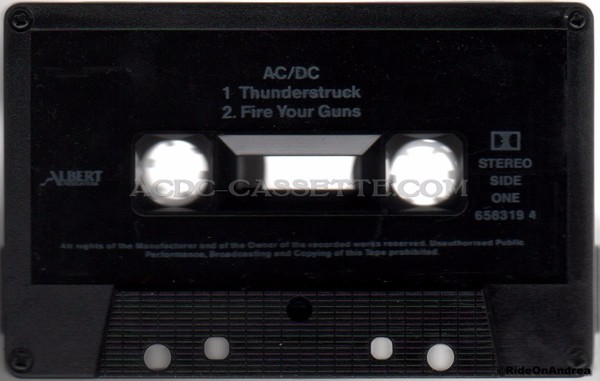 AC/DC
1 Thunderstruck
2. Fire Your Guns
ALBERT
PRODUCTIONS
STEREO
SIDE
ONE
656319 4
ACDC-CASSETTE.COM
All rights of the Manufacturer and of the Owner of the recorded works reserved. Unauthorised Public
Performance, Broadcasting and Copying of this Tape prohibited.
©RideOnAndrea